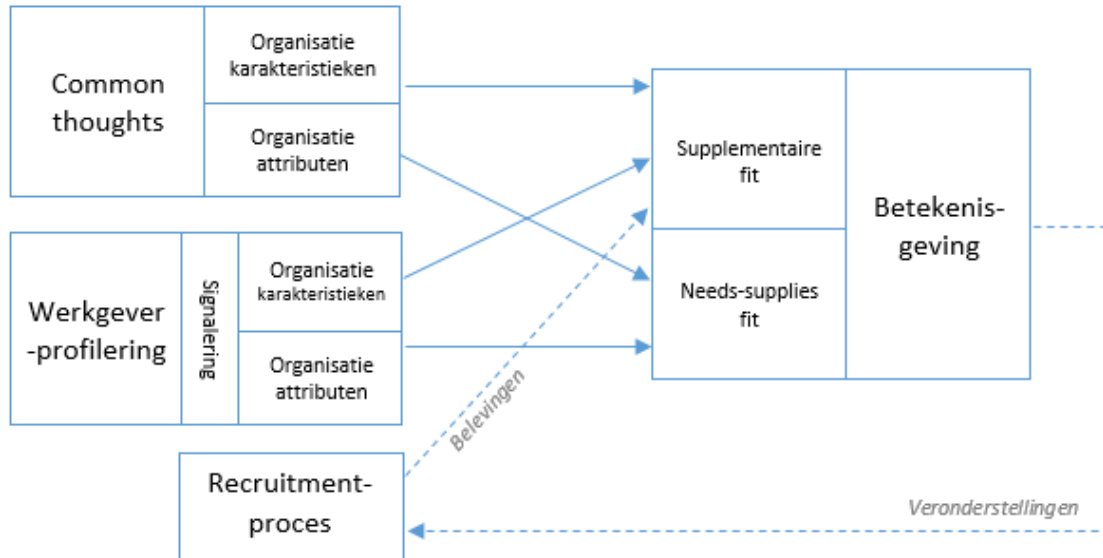 Common
thoughts
Organisatie
karakteristieken
Organisatie
attributen
Werkgever
-profilering
Signalering
Organisatie
karakteristieken
Organisatie
attributen
Recruitment-
proces
Belevingen
Supplementaire
fit
Needs-supplies
fit
Betekenis-
geving
Veronderstellingen